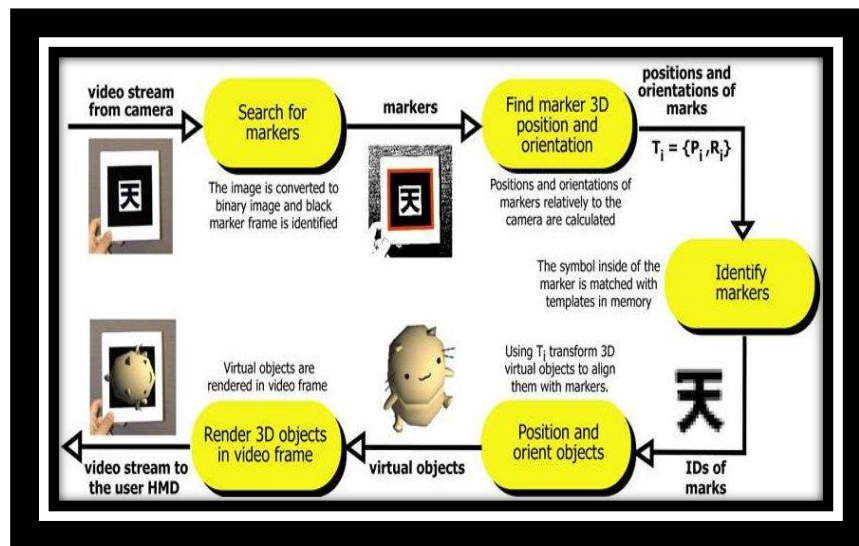 video stream
from camera
Search for
markers
The image is converted to
binary image and black
marker frame is identified
天
markers
天
Find marker 3D
position and
orientation
Positions and orientations of
markers relatively to the
camera are calculated
positions and
orientations of
marks
Ti = {Pi ,Ri}
Identify
markers
The symbol inside of the
marker is matched with
templates in memory
天
IDs of
marks
Using Ti transform 3D
virtual objects to align
them with markers.
Position and
orient objects
virtual objects
Virtual objects are
rendered in video frame
Render 3D objects
in video frame
video stream to
the user HMD